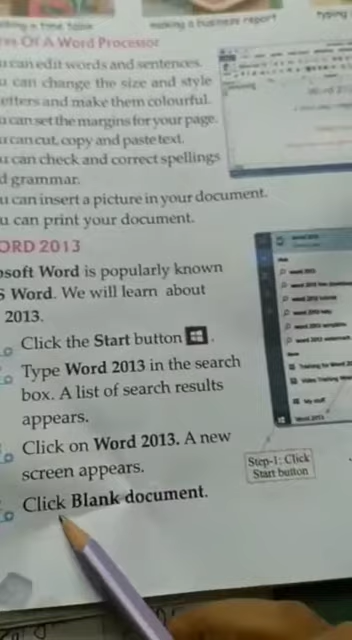 making a business report
typing
Of A Word Processor
can edit words and sentences.
can change the size and style
etters and make them colourful.
can set the margins for your page.
can cut, copy and paste text.
can check and correct spellings
d grammar.
can insert a picture in your document.
u can print your document.
ORD 2013
osoft Word is popularly known
S Word. We will learn about
2013.
Click the Start button
Type Word 2013 in the search
box. A list of search results
appears.
Click on Word 2013. A new
screen appears.
Click Blank document.
Step-1: Click
Start button